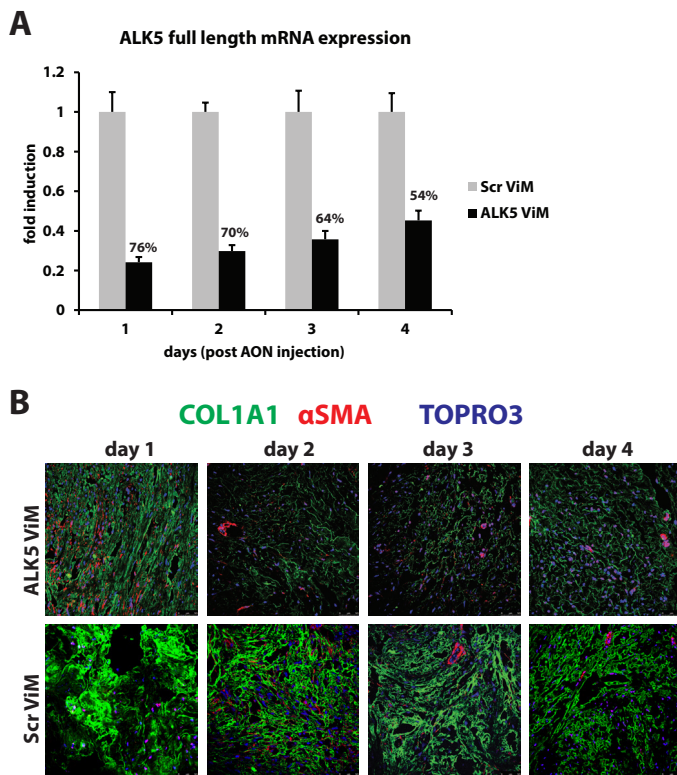 A
ALK5 full length mRNA expression
1.2
1
0.8
0.6
0.4
0.2
0
fold induction
76%
70%
64%
54%
Scr ViM
ALK5 ViM
1 2 3 4
days (post AON injection)
B
COL1A1 αSMA TOPRO3
day 1 day 2 day 3 day 4
ALK5 ViM
Scr ViM